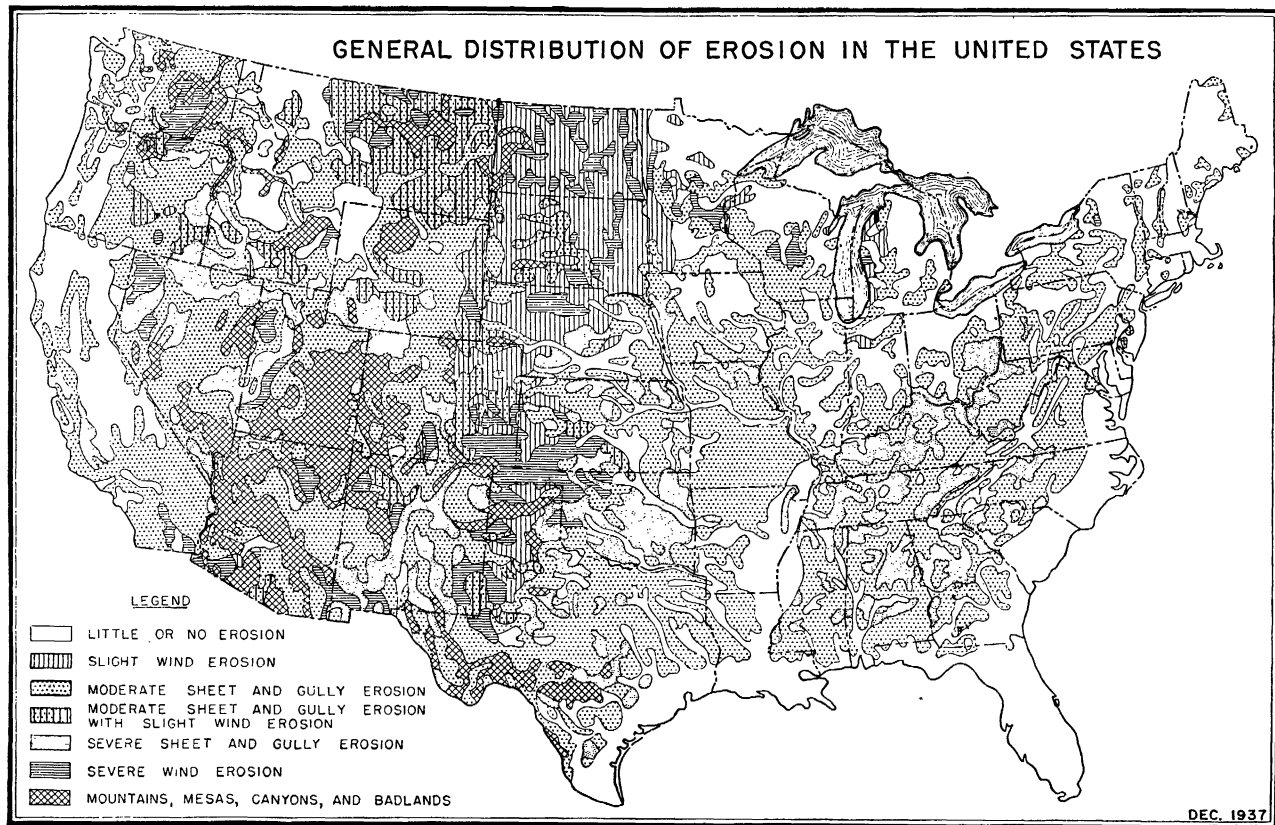 GENERAL DISTRIBUTION OF EROSION IN THE UNITED STATES
LEGEND
LITTLE OR NO EROSION
SLIGHT WIND EROSION
MODERATE SHEET AND GULLY EROSION
MODERATE SHEET AND GULLY EROSION
WITH SLIGHT WIND EROSION
SEVERE SHEET AND GULLY EROSION
SEVERE WIND EROSION
MOUNTAINS, MESAS, CANYONS, AND BADLANDS
DEC. 1937